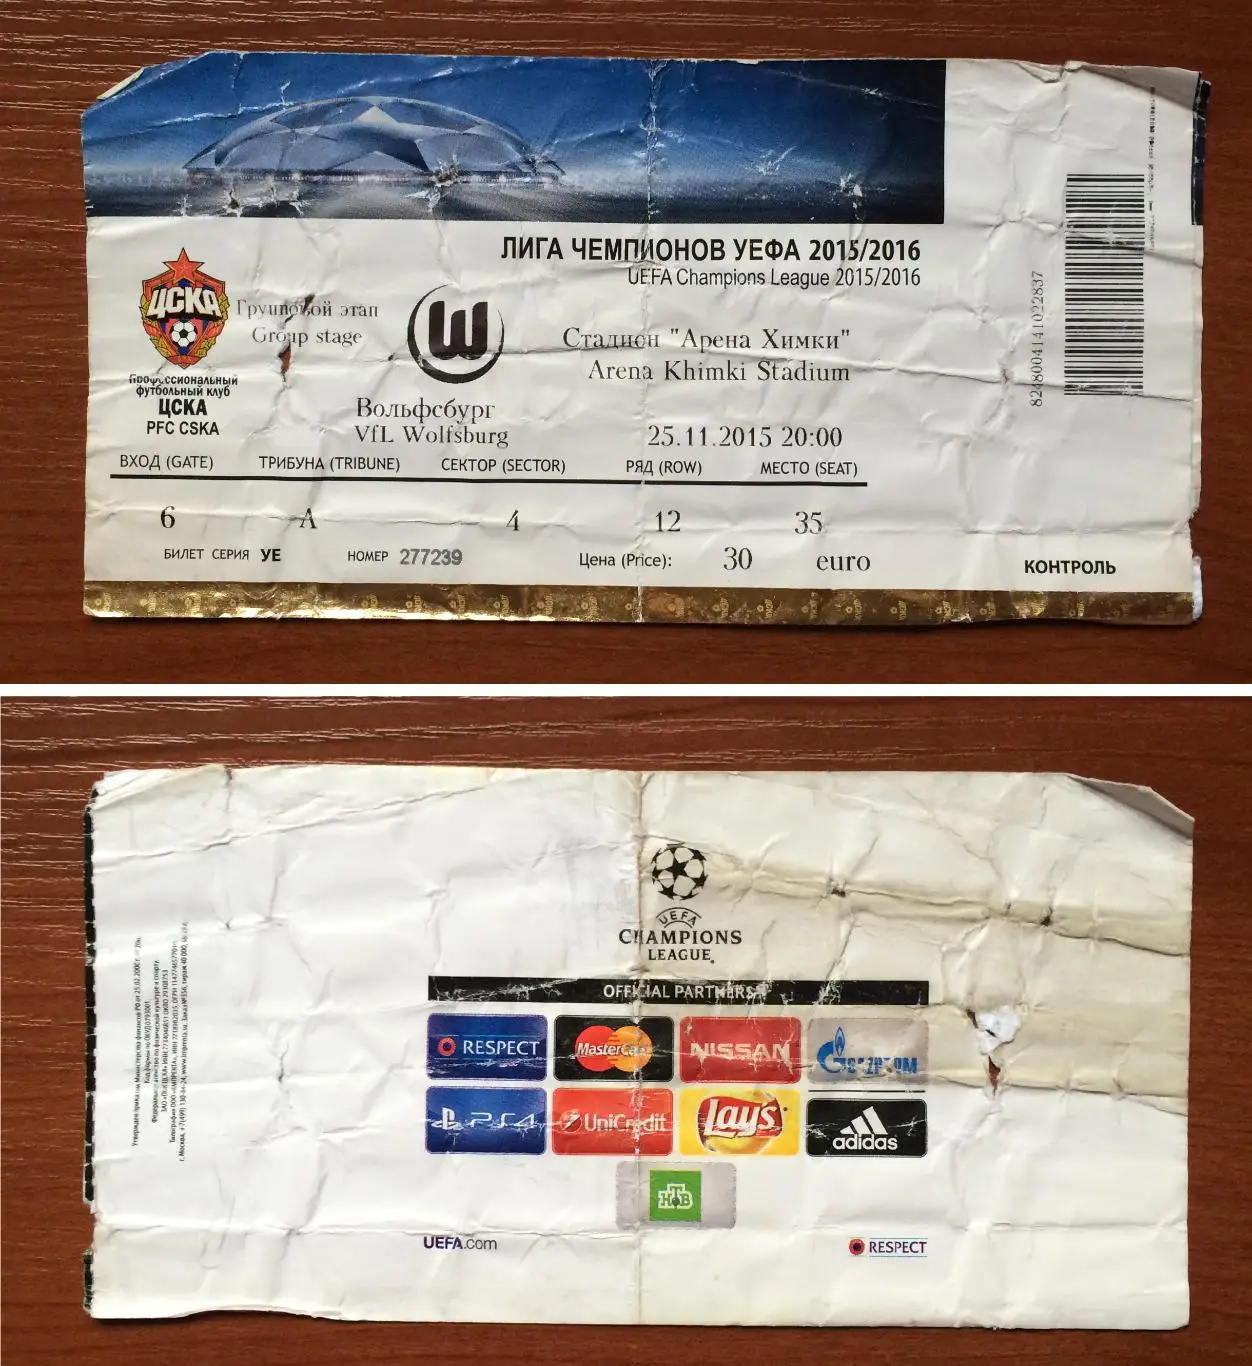 ЛИГА ЧЕМПИОНОВ УЕФА 2015/2016
UEFA Champions League 2015/2016
ЦСКА
Групповой этап
Group stage
W
Стадион "Арена Химки"
Arena Khimki Stadium
Профессиональный
футбольный клуб
ЦСКА
PFC CSKA
Вольфсбург
VfL Wolfsburg
25.11.2015 20:00
ВХОД (GATE) ТРИБУНА (TRIBUNE) СЕКТОР (SECTOR) РЯД (ROW) МЕСТО (SEAT)
6 A 4 12 35
БИЛЕТ СЕРИЯ УЕ НОМЕР 277239 Цена (Price): 30 euro
КОНТРОЛЬ
UEFA
CHAMPIONS
LEAGUE®
OFFICIAL PARTNERS
RESPECT MasterCard NISSAN GAZPROM
PS4 UniCredit Lay's adidas
НТВ
UEFA.com
RESPECT